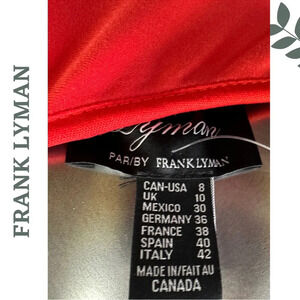 FRANK LYMAN
Lyman
PAR/BY FRANK LYMAN
CAN-USA 8
UK 10
MEXICO 30
GERMANY 36
FRANCE 38
SPAIN 40
ITALY 42
MADE IN/FAIT AU
CANADA